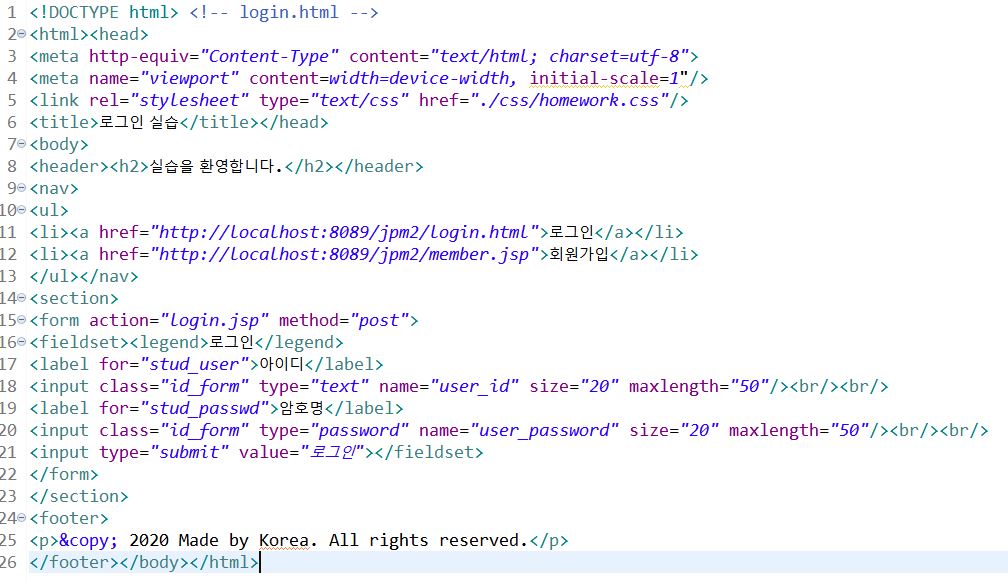 1 <!DOCTYPE html> <!-- login.html -->
2 <html><head>
3 <meta http-equiv="Content-Type" content="text/html; charset=utf-8">
4 <meta name="viewport" content=width=device-width, initial-scale=1"/>
5 <link rel="stylesheet" type="text/css" href="./css/homework.css"/>
6 <title>로그인 실습</title></head>
7 <body>
8 <header><h2>실습을 환영합니다.</h2></header>
9 <nav>
10 <ul>
11 <li><a href="http://localhost:8089/jpm2/login.html">로그인</a></li>
12 <li><a href="http://localhost:8089/jpm2/member.jsp">회원가입</a></li>
13 </ul></nav>
14 <section>
15 <form action="login.jsp" method="post">
16 <fieldset><legend>로그인</legend>
17 <label for="stud_user">아이디</label>
18 <input class="id_form" type="text" name="user_id" size="20" maxlength="50"/><br/><br/>
19 <label for="stud_passwd">암호명</label>
20 <input class="id_form" type="password" name="user_password" size="20" maxlength="50"/><br/><br/>
21 <input type="submit" value="로그인"></fieldset>
22 </form>
23 </section>
24 <footer>
25 <p>&copy; 2020 Made by Korea. All rights reserved.</p>
26 </footer></body></html>